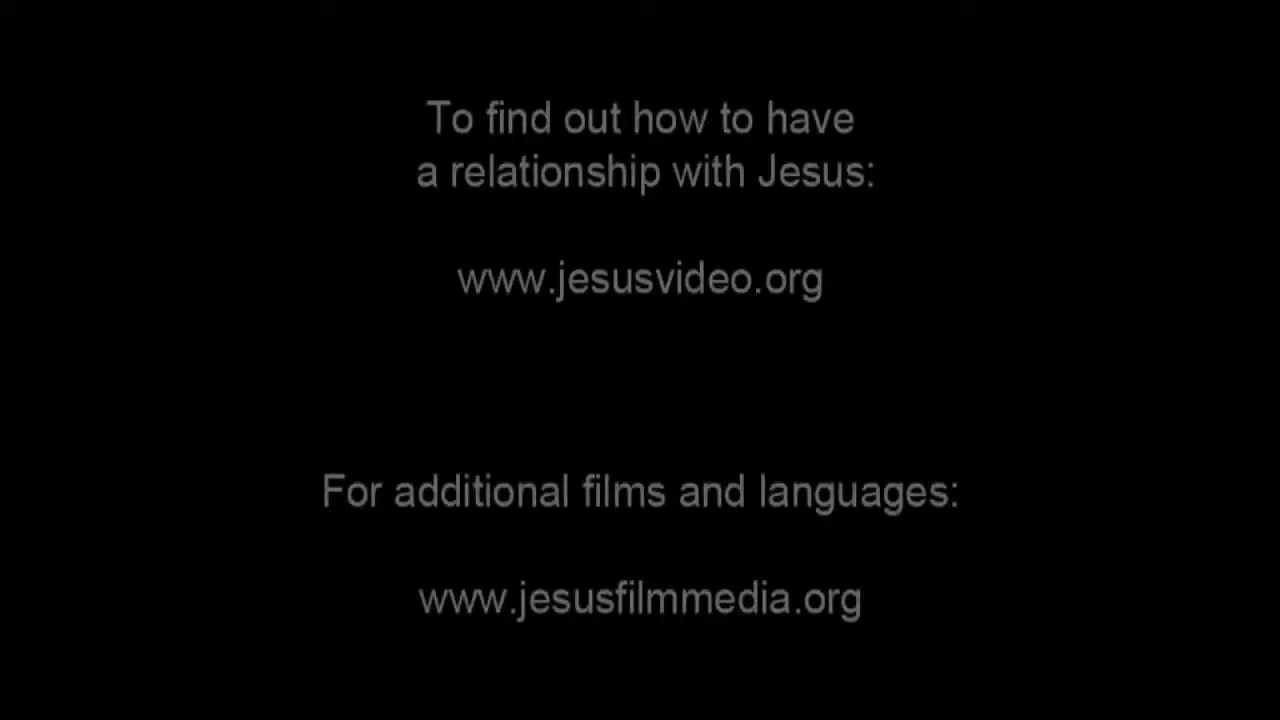 To find out how to have
a relationship with Jesus:
www.jesusvideo.org
For additional films and languages:
www.jesusfilmmedia.org